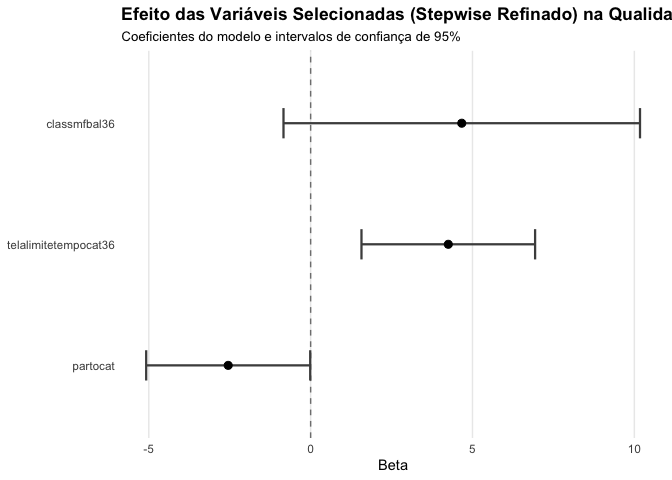 Efeito das Variáveis Selecionadas (Stepwise Refinado) na Qualida
Coeficientes do modelo e intervalos de confiança de 95%
classmfbal36
telalimitetempocat36
partocat
-5 0 5 10
Beta